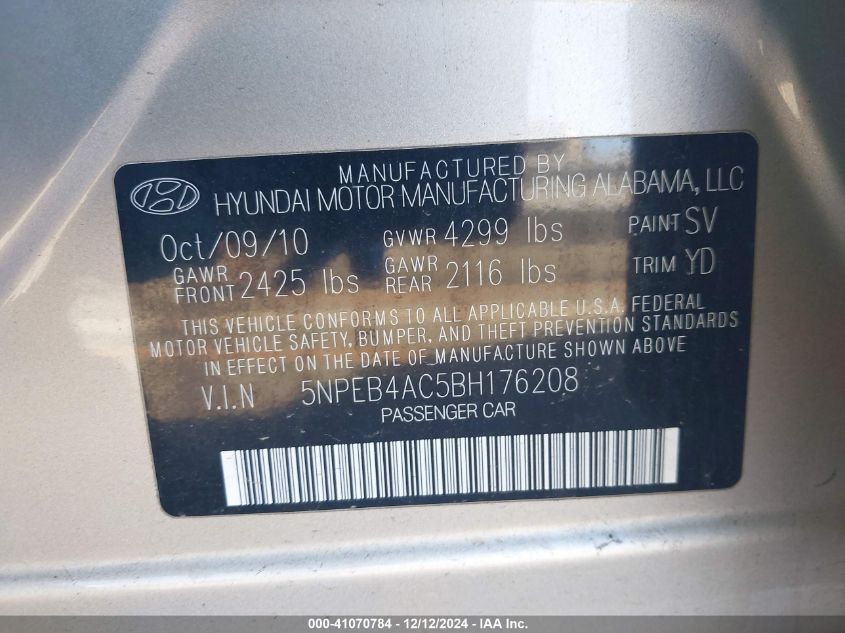 MANUFACTURED BY
HYUNDAI MOTOR MANUFACTURING ALABAMA, LLC
Oct/09/10 GVWR 4299 lbs PAINT SV
GAWR FRONT 2425 lbs GAWR REAR 2116 lbs TRIM YD
THIS VEHICLE CONFORMS TO ALL APPLICABLE U.S.A. FEDERAL
MOTOR VEHICLE SAFETY, BUMPER, AND THEFT PREVENTION STANDARDS
IN EFFECT ON THE DATE OF MANUFACTURE SHOWN ABOVE
V.I.N 5NPEB4AC5BH176208
PASSENGER CAR
000-41070784 - 12/12/2024 - IAA Inc.